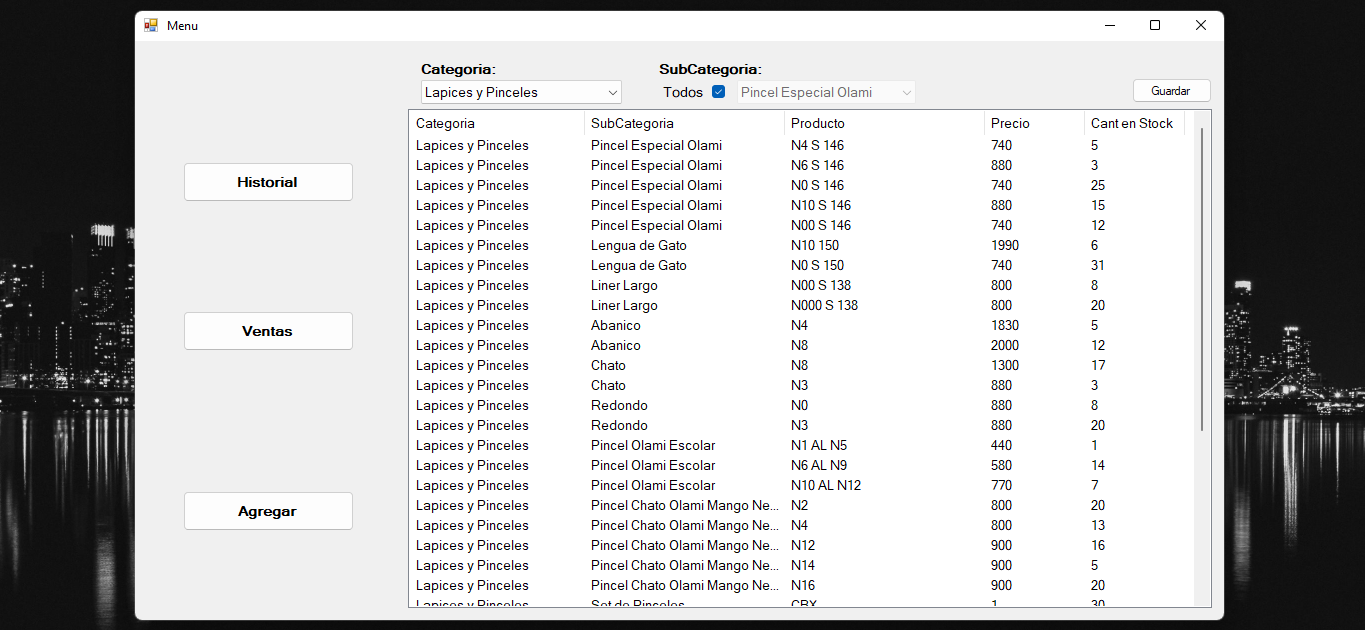 Menu
Categoria: SubCategoria:
Lapices y Pinceles Todos Pincel Especial Olami Guardar
Categoria SubCategoria Producto Precio Cant en Stock
Lapices y Pinceles Pincel Especial Olami N4 S 146 740 5
Lapices y Pinceles Pincel Especial Olami N6 S 146 880 3
Lapices y Pinceles Pincel Especial Olami N0 S 146 740 25
Lapices y Pinceles Pincel Especial Olami N10 S 146 880 15
Lapices y Pinceles Pincel Especial Olami N00 S 146 740 12
Lapices y Pinceles Lengua de Gato N10 150 1990 6
Lapices y Pinceles Lengua de Gato N0 S 150 740 31
Lapices y Pinceles Liner Largo N00 S 138 800 8
Lapices y Pinceles Liner Largo N000 S 138 800 20
Lapices y Pinceles Abanico N4 1830 5
Lapices y Pinceles Abanico N8 2000 12
Lapices y Pinceles Chato N8 1300 17
Lapices y Pinceles Chato N3 880 3
Lapices y Pinceles Redondo N0 880 8
Lapices y Pinceles Redondo N3 880 20
Lapices y Pinceles Pincel Olami Escolar N1 AL N5 440 1
Lapices y Pinceles Pincel Olami Escolar N6 AL N9 580 14
Lapices y Pinceles Pincel Olami Escolar N10 AL N12 770 7
Lapices y Pinceles Pincel Chato Olami Mango Ne... N2 800 20
Lapices y Pinceles Pincel Chato Olami Mango Ne... N4 800 13
Lapices y Pinceles Pincel Chato Olami Mango Ne... N12 900 16
Lapices y Pinceles Pincel Chato Olami Mango Ne... N14 900 5
Lapices y Pinceles Pincel Chato Olami Mango Ne... N16 900 20
Lapices y Pinceles Set de Pinceles CBX 1 30
Historial
Ventas
Agregar